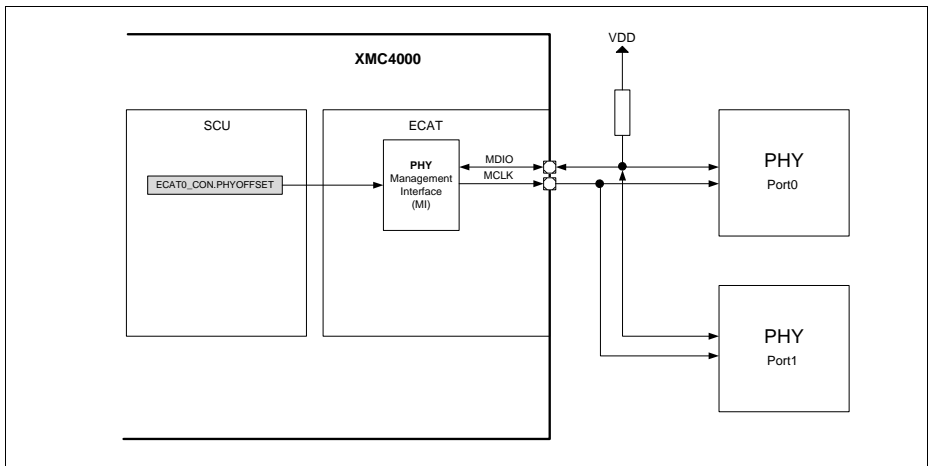 VDD
XMC4000
SCU
ECAT
ECAT0_CON.PHYOFFSET
PHY
Management
Interface
(MI)
MDIO
MCLK
PHY
Port0
PHY
Port1